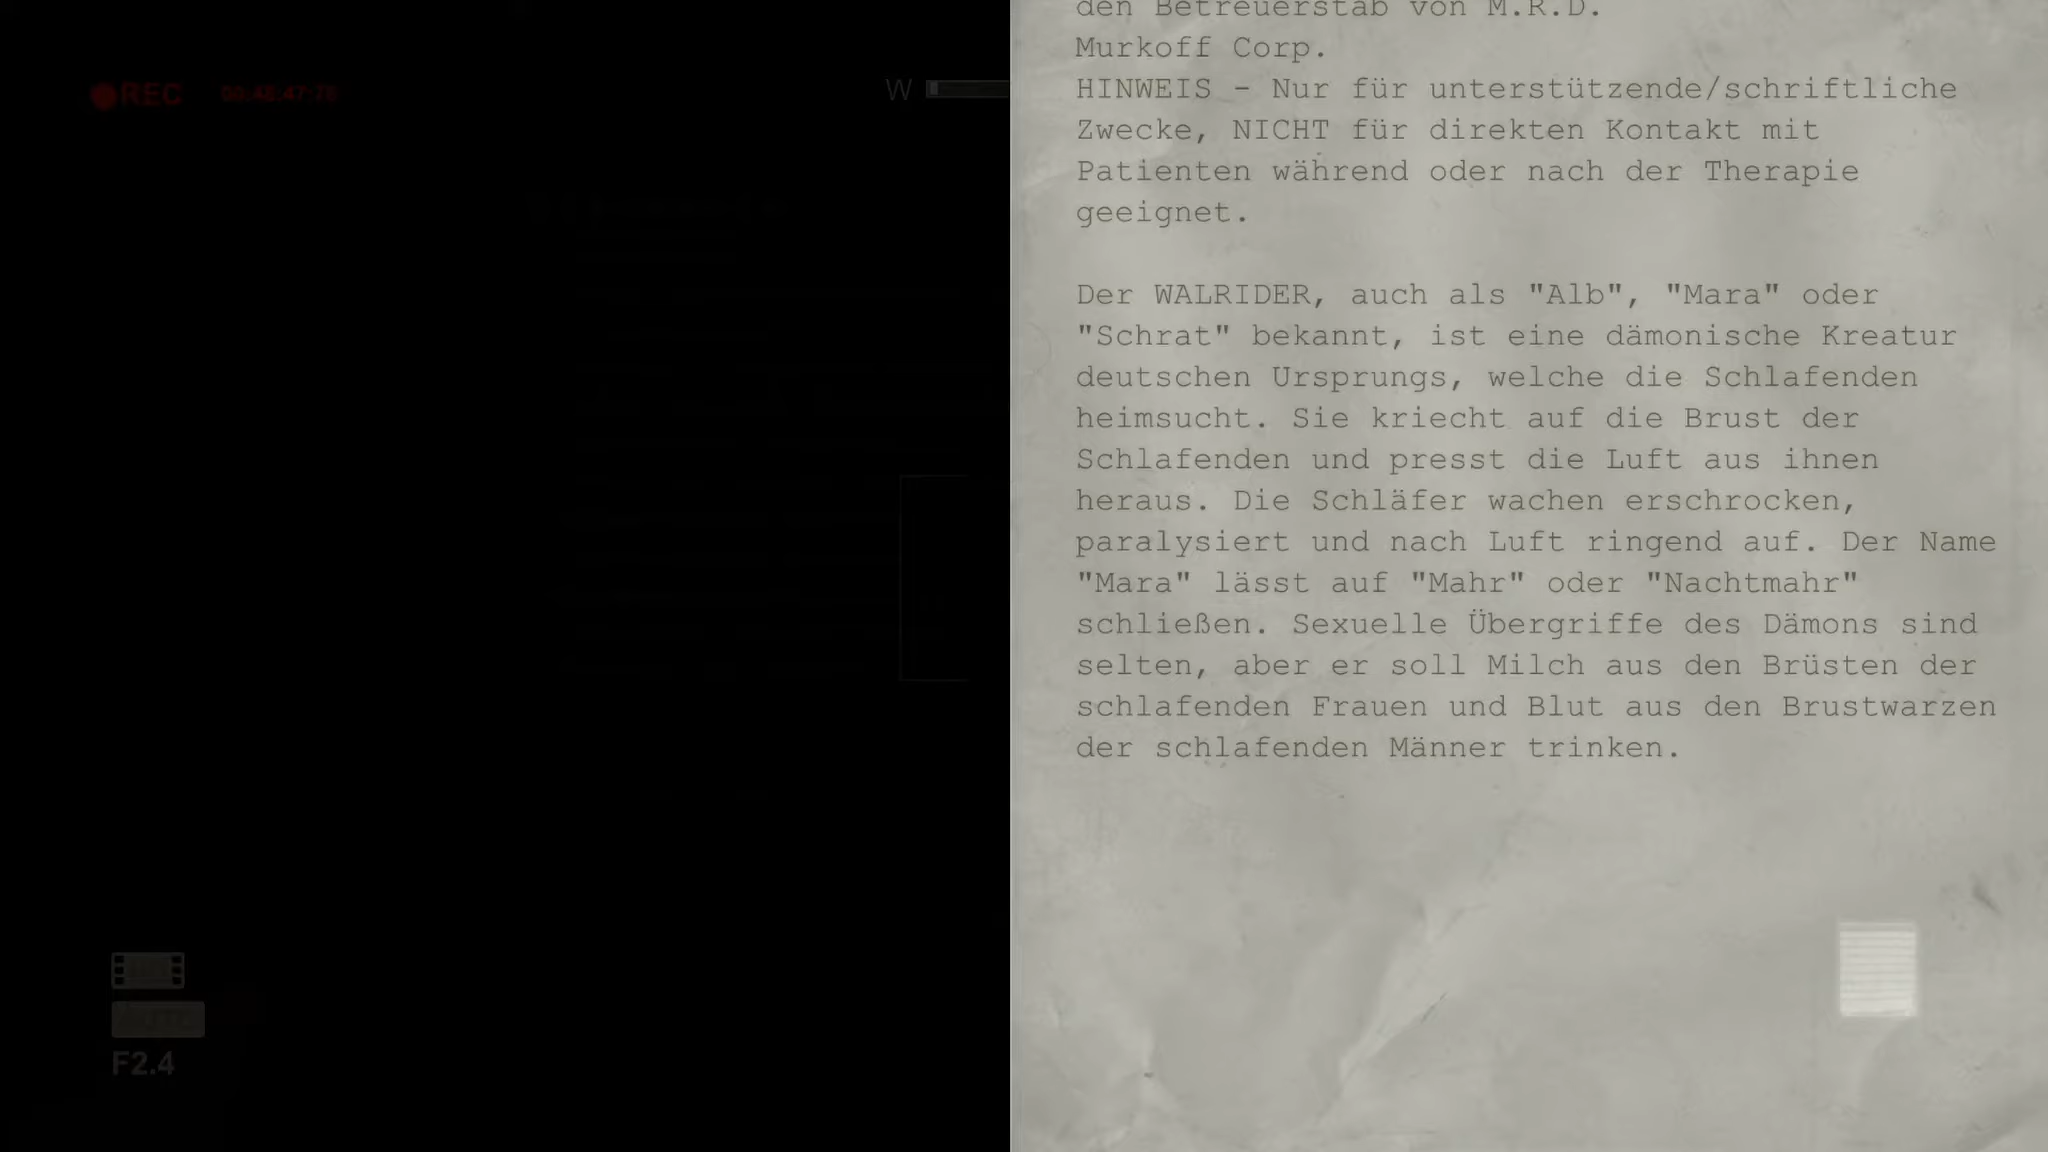 REC
W
den Betreuerstab von M.R.D.
Murkoff Corp.
HINWEIS - Nur für unterstützende/schriftliche
Zwecke, NICHT für direkten Kontakt mit
Patienten während oder nach der Therapie
geeignet.
Der WALRIDER, auch als "Alb", "Mara" oder
"Schrat" bekannt, ist eine dämonische Kreatur
deutschen Ursprungs, welche die Schlafenden
heimsucht. Sie kriecht auf die Brust der
Schlafenden und presst die Luft aus ihnen
heraus. Die Schläfer wachen erschrocken,
paralysiert und nach Luft ringend auf. Der Name
"Mara" lässt auf "Mahr" oder "Nachtmahr"
schließen. Sexuelle Übergriffe des Dämons sind
selten, aber er soll Milch aus den Brüsten der
schlafenden Frauen und Blut aus den Brustwarzen
der schlafenden Männer trinken.
F2.4